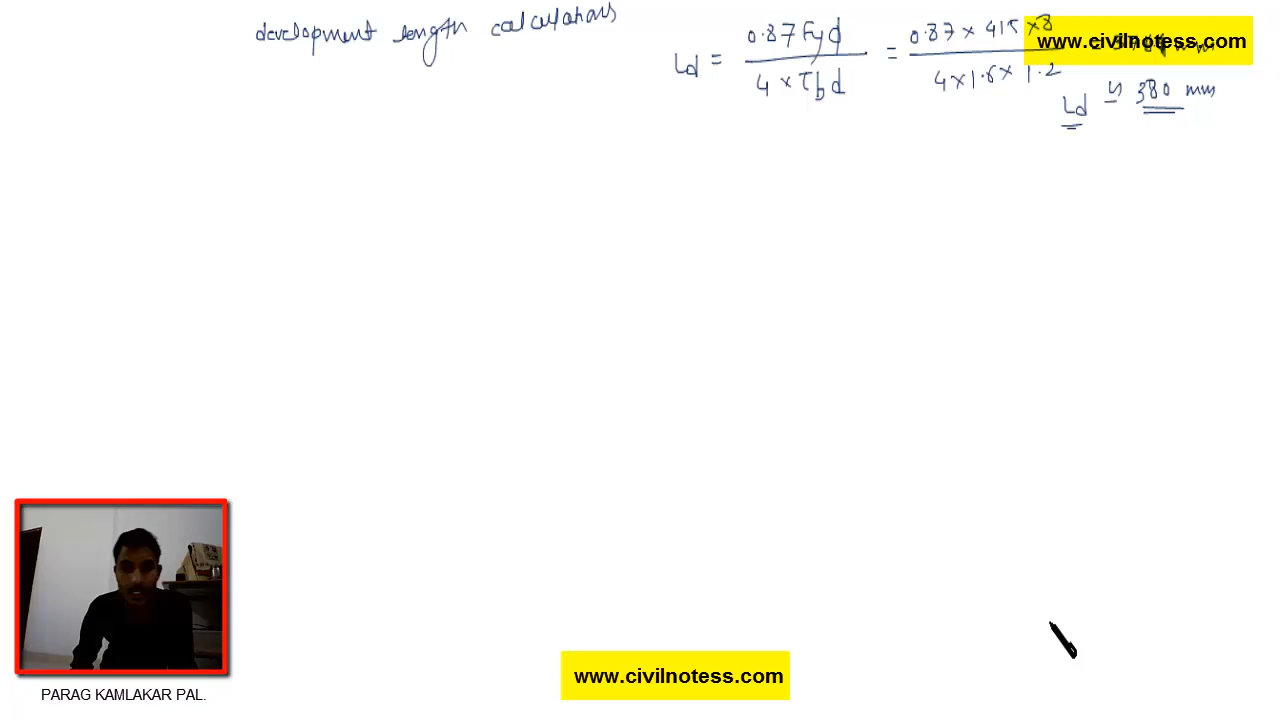 development length calculations
Ld = 0.87 Fy d / 4 × τbd = 0.87 × 415 × 8 / 4 × 1.6 × 1.2
www.civilnotess.com
Ld ≈ 380 mm
PARAG KAMLAKAR PAL.
www.civilnotess.com